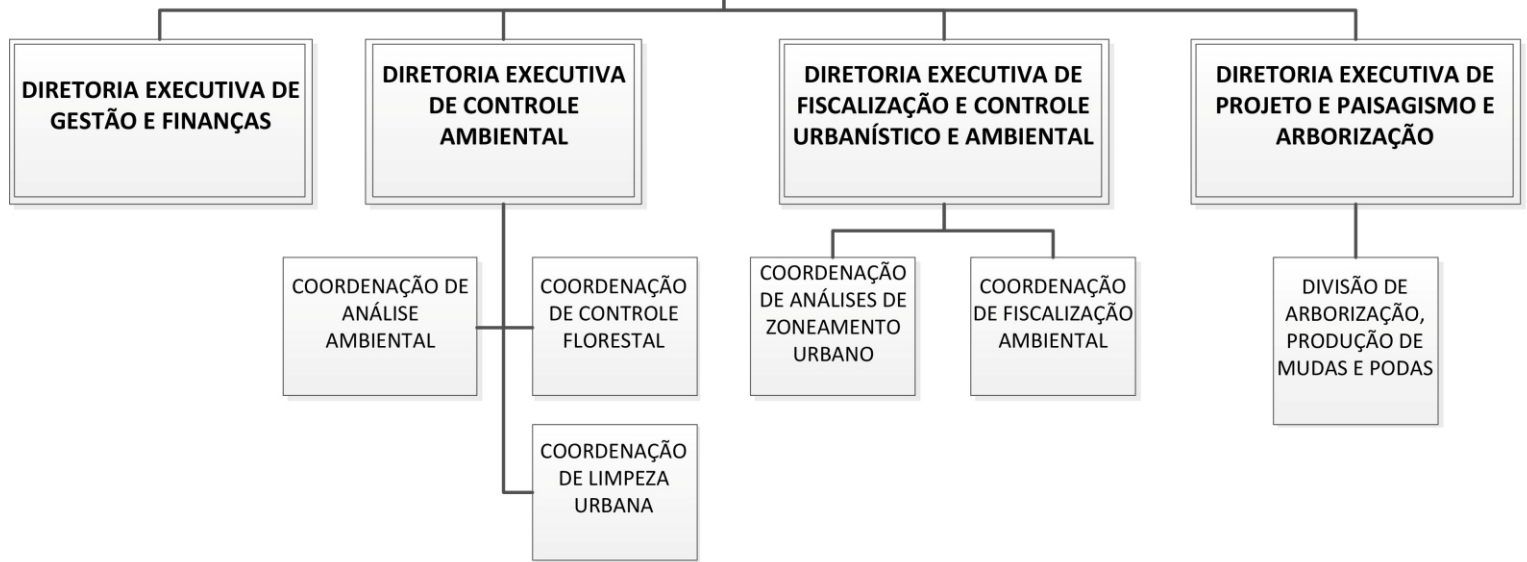 DIRETORIA EXECUTIVA DE
GESTÃO E FINANÇAS
DIRETORIA EXECUTIVA
DE CONTROLE
AMBIENTAL
DIRETORIA EXECUTIVA DE
FISCALIZAÇÃO E CONTROLE
URBANÍSTICO E AMBIENTAL
DIRETORIA EXECUTIVA DE
PROJETO E PAISAGISMO E
ARBORIZAÇÃO
COORDENAÇÃO DE
ANÁLISE
AMBIENTAL
COORDENAÇÃO
DE CONTROLE
FLORESTAL
COORDENAÇÃO
DE ANÁLISES DE
ZONEAMENTO
URBANO
COORDENAÇÃO
DE FISCALIZAÇÃO
AMBIENTAL
DIVISÃO DE
ARBORIZAÇÃO,
PRODUÇÃO DE
MUDAS E PODAS
COORDENAÇÃO
DE LIMPEZA
URBANA